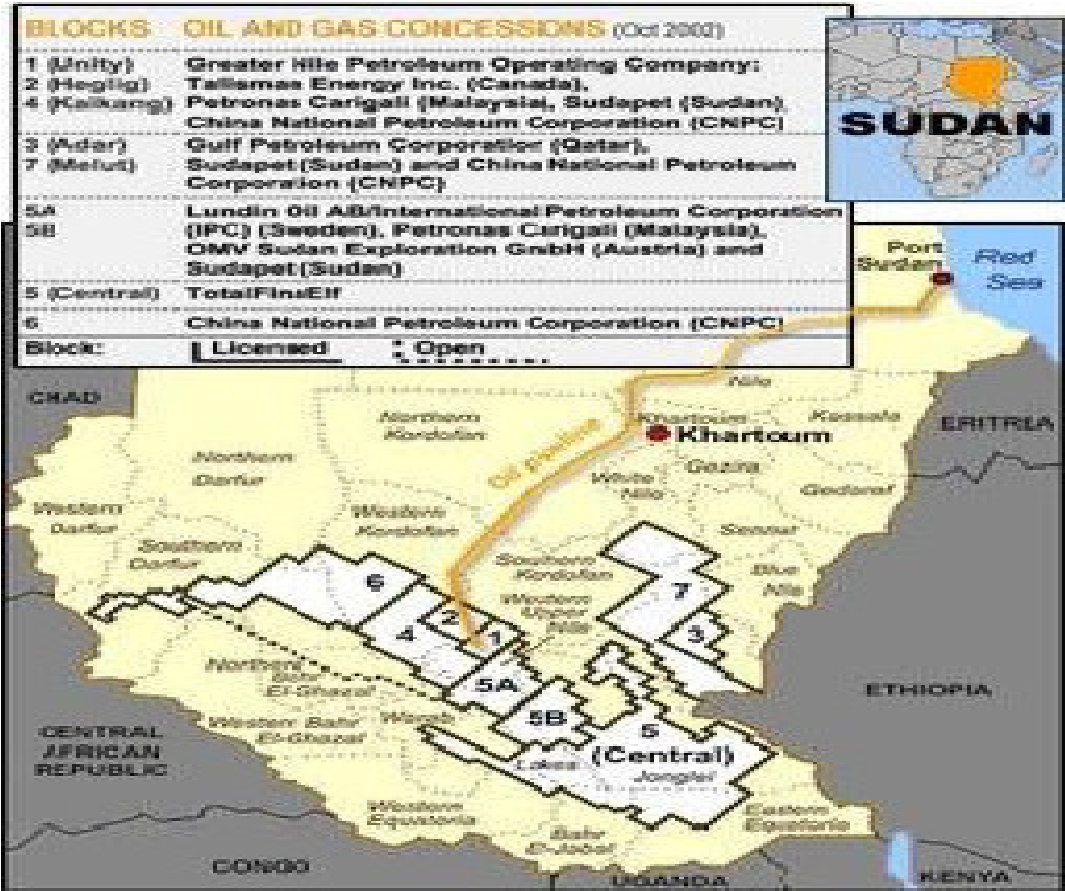 BLOCKS OIL AND GAS CONCESSIONS (Oct 2002)
1 (Unity) Greater Nile Petroleum Operating Company:
2 (Heglig) Talismas Energy Inc. (Canada),
4 (Kaikang) Petronas Carigali (Malaysia), Sudapet (Sudan),
China National Petroleum Corporation (CNPC)
3 (Adar) Gulf Petroleum Corporation (Qatar),
7 (Melut) Sudapet (Sudan) and China National Petroleum
Corporation (CNPC)
5A Lundin Oil AB/International Petroleum Corporation
5B (IPC) (Sweden), Petronas Carigali (Malaysia),
OMV Sudan Exploration GmbH (Austria) and
Sudapet (Sudan)
5 (Central) TotalFinaElf
6 China National Petroleum Corporation (CNPC)
Block: Licensed Open
SUDAN
Port
Sudan
Red
Sea
Nile
CHAD
Northern
Kordofan
Khartoum
Khartoum
Kassala
ERITRIA
Oil pipeline
Northern
Darfur
White
Nile
Gezira
Gedaref
Western
Darfur
Western
Kordofan
Sennar
Southern
Darfur
Southern
Kordofan
Blue
Nile
6
7
Western
Upper
Nile
2
4
1
3
Northern
Bahr
El-Ghazal
5A
ETHIOPIA
Western Bahr
El-Ghazal
Warab
5B
5
(Central)
CENTRAL
AFRICAN
REPUBLIC
Lakes
Jonglei
Western
Equatoria
Eastern
Equatoria
Bahr
El-Jabal
CONGO
UGANDA
KENYA